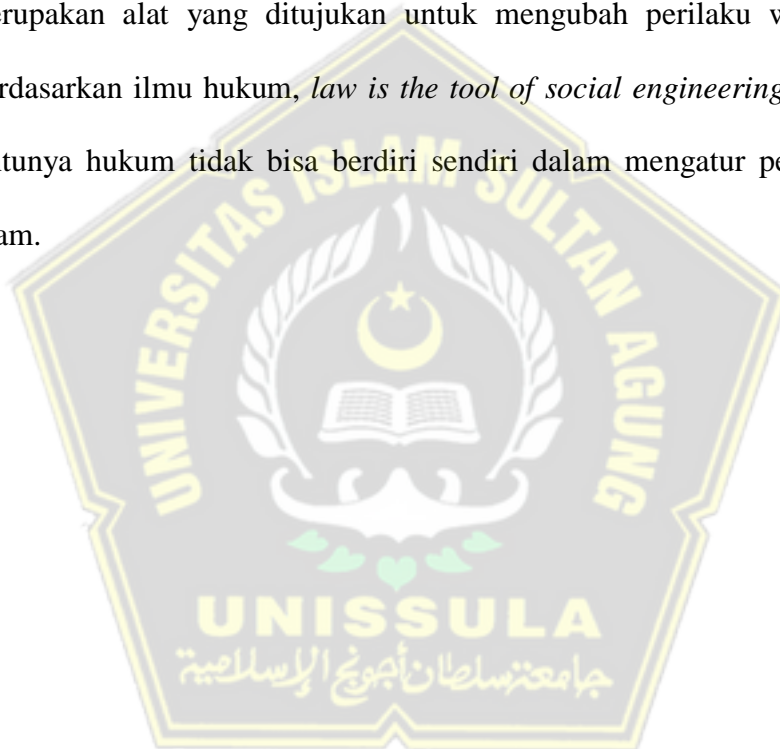 erupakan alat yang ditujukan untuk mengubah perilaku w
rdasarkan ilmu hukum, law is the tool of social engineering
tunya hukum tidak bisa berdiri sendiri dalam mengatur pe
am.
UNIVERSITAS ISLAM SULTAN AGUNG
UNISSULA
جامعة سلطان أجونج الإسلامية